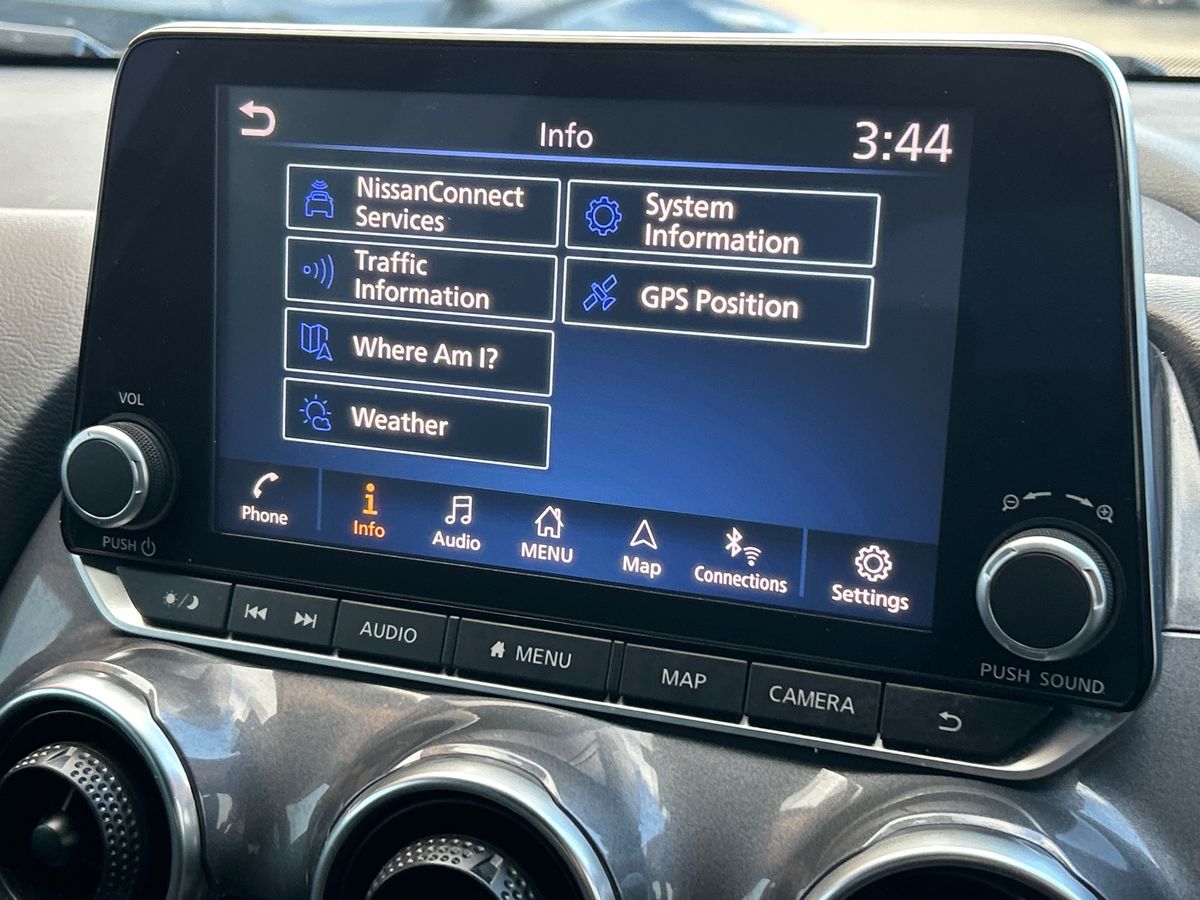 Info
3:44
NissanConnect
Services
System
Information
Traffic
Information
GPS Position
Where Am I?
Weather
VOL
PUSH
Phone
Info
Audio
MENU
Map
Connections
Settings
PUSH SOUND
AUDIO
MENU
MAP
CAMERA